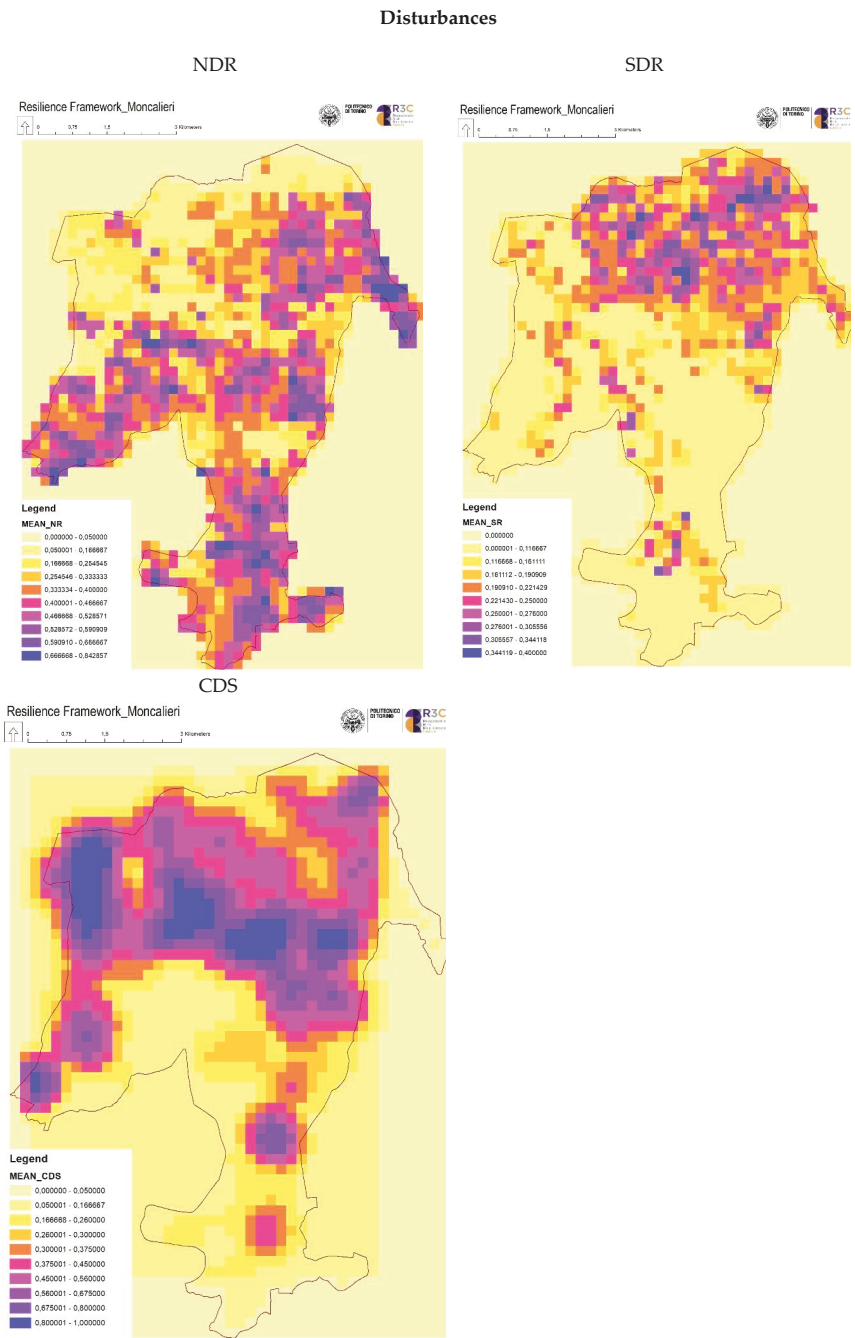 Disturbances
NDR
SDR
Resilience Framework_Moncalieri
0 0,75 1,5 3 Kilometers
POLITECNICO
DI TORINO
R3C
Legend
MEAN_NR
0,000000 - 0,050000
0,050001 - 0,166667
0,166668 - 0,254545
0,254546 - 0,333333
0,333334 - 0,400000
0,400001 - 0,466667
0,466668 - 0,528571
0,528572 - 0,590909
0,590910 - 0,666667
0,666668 - 0,842857
Resilience Framework_Moncalieri
0 0,75 1,5 3 Kilometers
POLITECNICO
DI TORINO
R3C
Legend
MEAN_SR
0,000000
0,000001 - 0,116667
0,116668 - 0,161111
0,161112 - 0,190909
0,190910 - 0,221429
0,221430 - 0,250000
0,250001 - 0,276000
0,276001 - 0,305556
0,305557 - 0,344118
0,344119 - 0,400000
CDS
Resilience Framework_Moncalieri
0 0,75 1,5 3 Kilometers
POLITECNICO
DI TORINO
R3C
Legend
MEAN_CDS
0,000000 - 0,050000
0,050001 - 0,166667
0,166668 - 0,260000
0,260001 - 0,300000
0,300001 - 0,375000
0,375001 - 0,450000
0,450001 - 0,560000
0,560001 - 0,675000
0,675001 - 0,800000
0,800001 - 1,000000